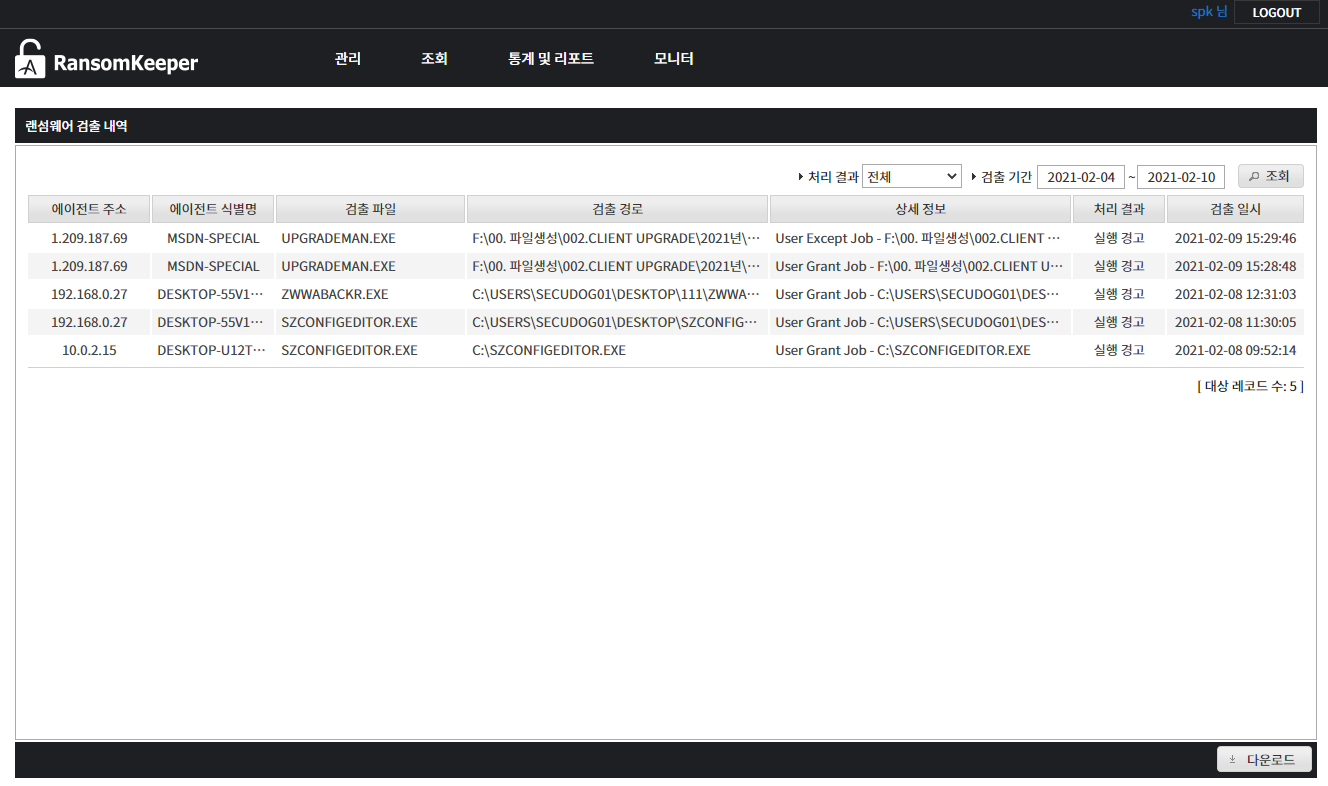 spk 님 LOGOUT
RansomKeeper 관리 조회 통계 및 리포트 모니터
랜섬웨어 검출 내역
처리 결과 전체 검출 기간 2021-02-04 ~ 2021-02-10 조회
에이전트 주소 에이전트 식별명 검출 파일 검출 경로 상세 정보 처리 결과 검출 일시
1.209.187.69 MSDN-SPECIAL UPGRADEMAN.EXE F:\00. 파일생성\002.CLIENT UPGRADE\2021년\··· User Except Job - F:\00. 파일생성\002.CLIENT ··· 실행 경고 2021-02-09 15:29:46
1.209.187.69 MSDN-SPECIAL UPGRADEMAN.EXE F:\00. 파일생성\002.CLIENT UPGRADE\2021년\··· User Grant Job - F:\00. 파일생성\002.CLIENT U··· 실행 경고 2021-02-09 15:28:48
192.168.0.27 DESKTOP-55V1··· ZWWABACKR.EXE C:\USERS\SECUDOG01\DESKTOP\111\ZWWA··· User Grant Job - C:\USERS\SECUDOG01\DES··· 실행 경고 2021-02-08 12:31:03
192.168.0.27 DESKTOP-55V1··· SZCONFIGEDITOR.EXE C:\USERS\SECUDOG01\DESKTOP\SZCONFIG··· User Grant Job - C:\USERS\SECUDOG01\DES··· 실행 경고 2021-02-08 11:30:05
10.0.2.15 DESKTOP-U12T··· SZCONFIGEDITOR.EXE C:\SZCONFIGEDITOR.EXE User Grant Job - C:\SZCONFIGEDITOR.EXE 실행 경고 2021-02-08 09:52:14
[ 대상 레코드 수: 5 ]
다운로드